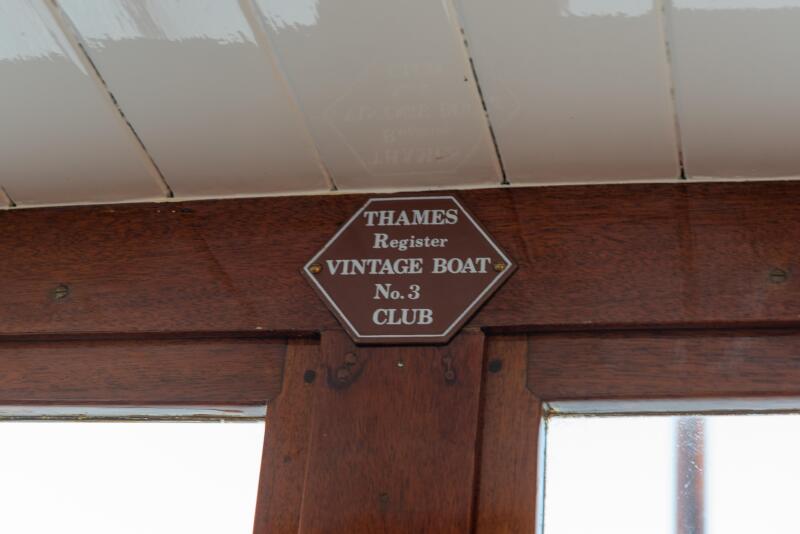 THAMES
Register
VINTAGE BOAT
No. 3
CLUB